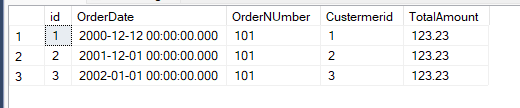 id OrderDate OrderNUmber Custermerid TotalAmount
1 1 2000-12-12 00:00:00.000 101 1 123.23
2 2 2001-12-01 00:00:00.000 101 2 123.23
3 3 2002-01-01 00:00:00.000 101 3 123.23